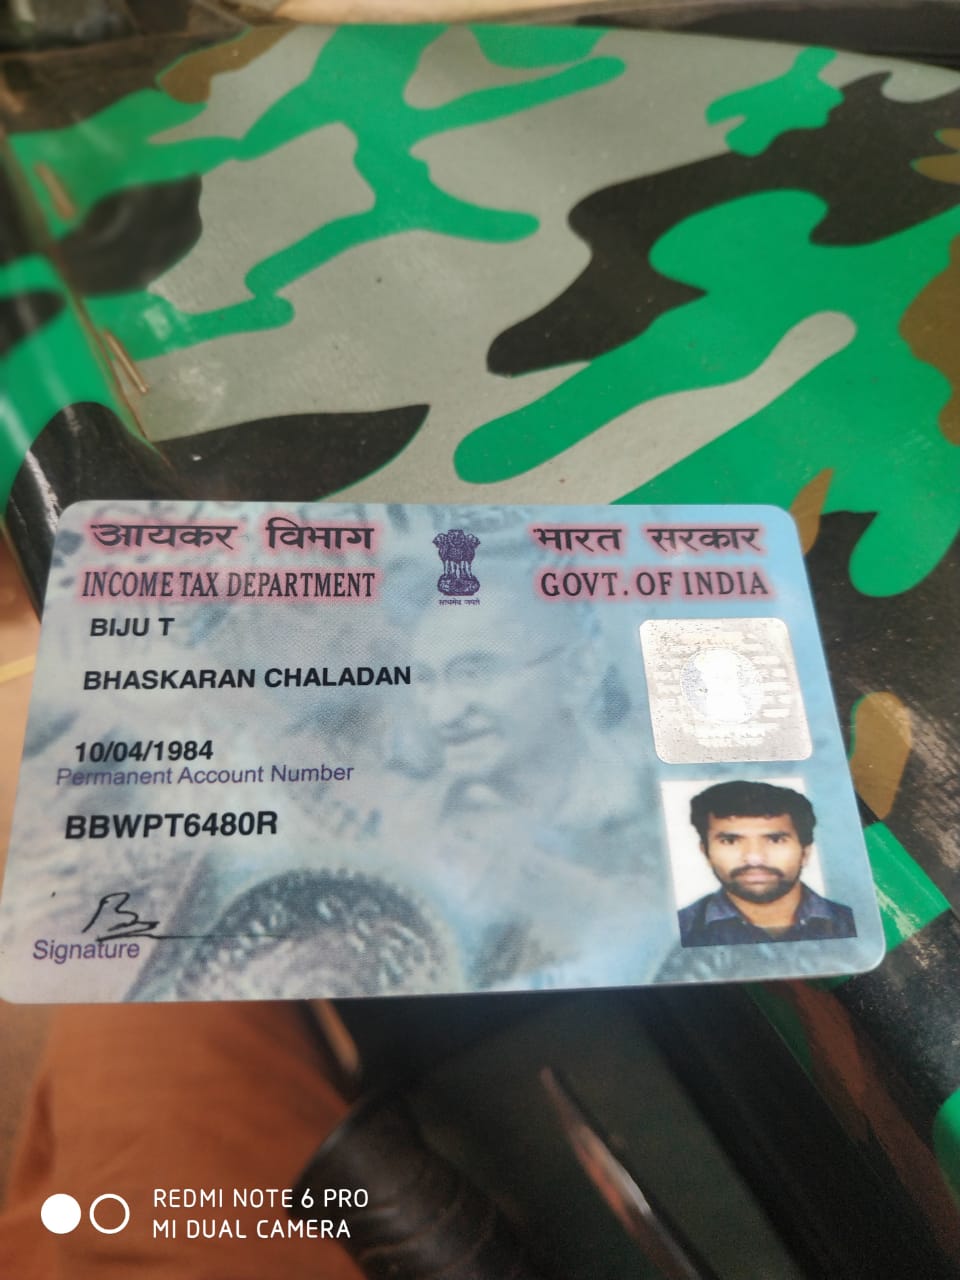 आयकर विभाग
भारत सरकार
INCOME TAX DEPARTMENT
GOVT. OF INDIA
सत्यमेव जयते
BIJU T
BHASKARAN CHALADAN
10/04/1984
Permanent Account Number
BBWPT6480R
Signature
REDMI NOTE 6 PRO
MI DUAL CAMERA